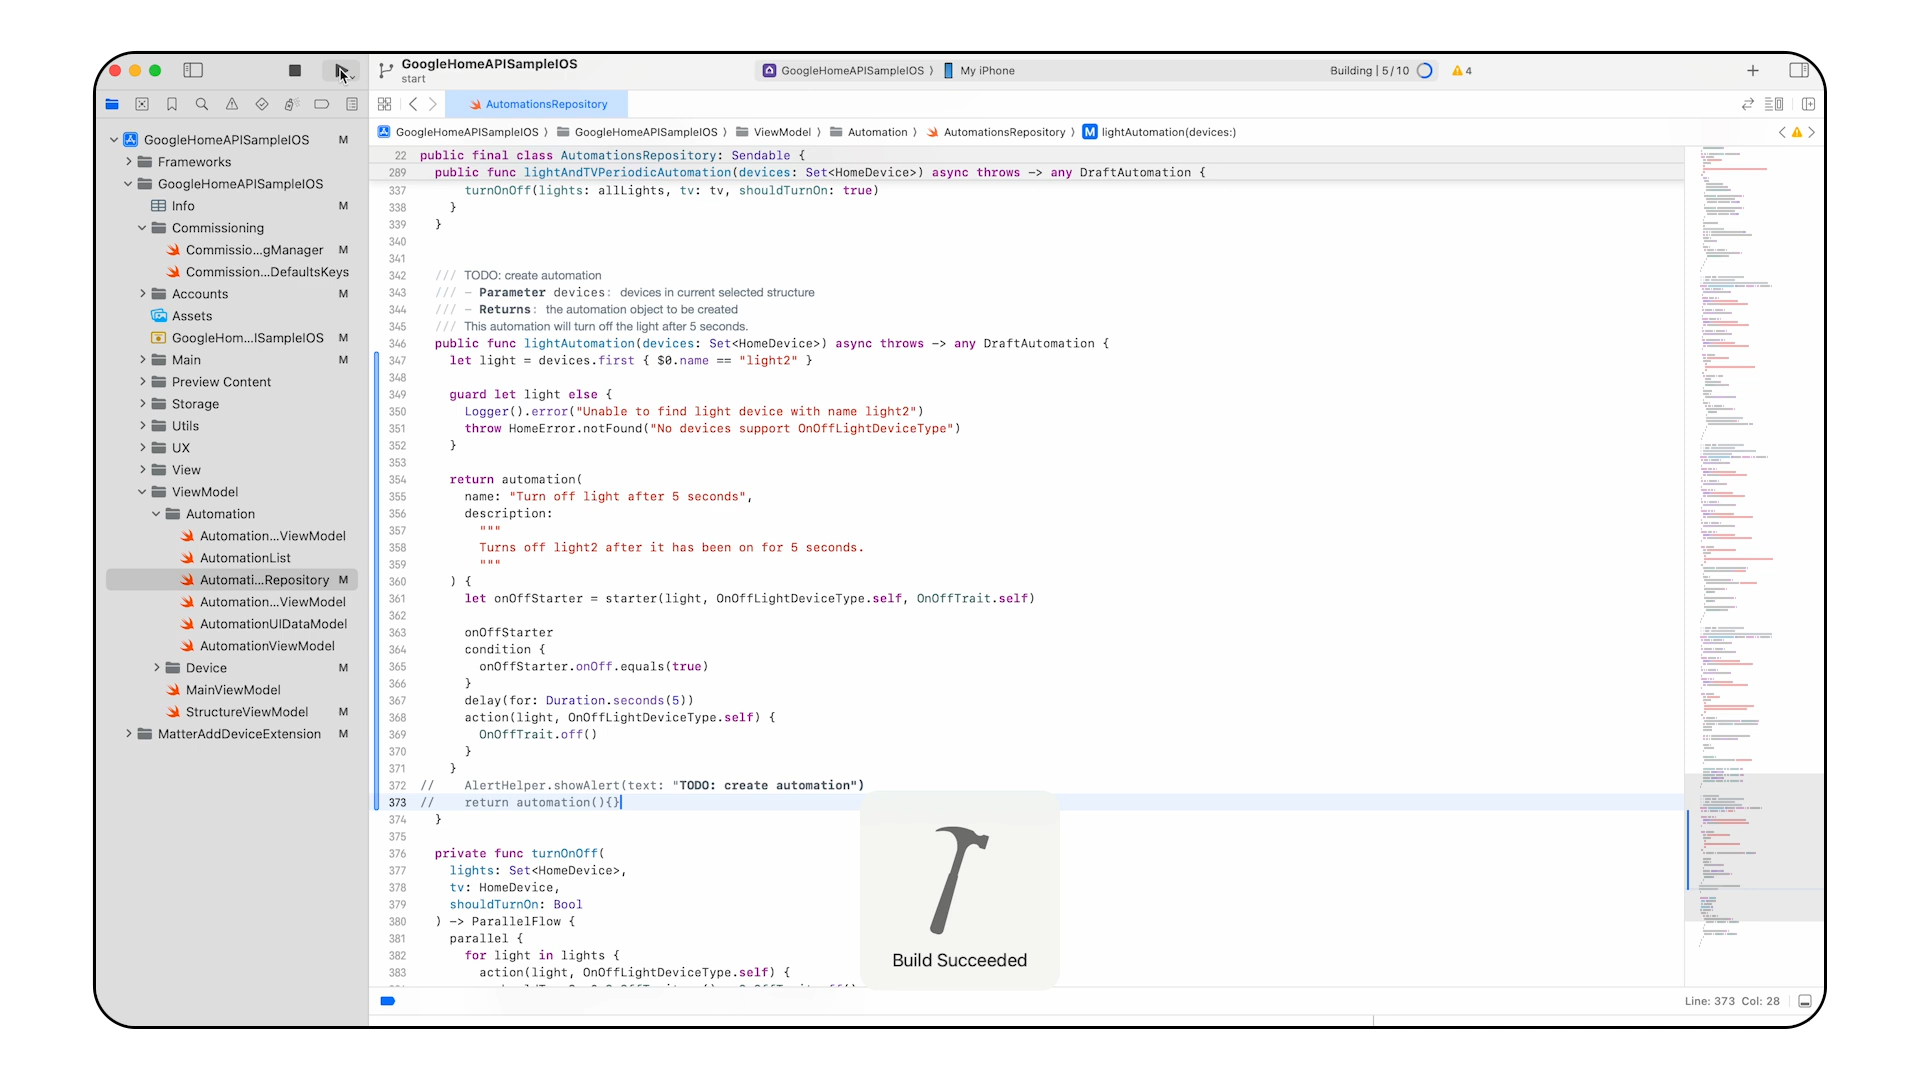 GoogleHomeAPISampleIOS
start
GoogleHomeAPISampleIOS ⟩ My iPhone
Building | 5/10
4
AutomationsRepository
GoogleHomeAPISampleIOS ⟩ GoogleHomeAPISampleIOS ⟩ ViewModel ⟩ Automation ⟩ AutomationsRepository ⟩ M lightAutomation(devices:)
GoogleHomeAPISampleIOS M
Frameworks
GoogleHomeAPISampleIOS
Info M
Commissioning
Commissio...gManager M
Commission...DefaultsKeys
Accounts M
Assets
GoogleHom...ISampleIOS M
Main M
Preview Content
Storage
Utils
UX
View
ViewModel
Automation
Automation...ViewModel
AutomationList
Automati...Repository M
Automation...ViewModel
AutomationUIDataModel
AutomationViewModel
Device M
MainViewModel
StructureViewModel M
MatterAddDeviceExtension M
22 public final class AutomationsRepository: Sendable {
289 public func lightAndTVPeriodicAutomation(devices: Set<HomeDevice>) async throws -> any DraftAutomation {
337 turnOnOff(lights: allLights, tv: tv, shouldTurnOn: true)
338 }
339 }
340
341
342 /// TODO: create automation
343 /// - Parameter devices: devices in current selected structure
344 /// - Returns: the automation object to be created
345 /// This automation will turn off the light after 5 seconds.
346 public func lightAutomation(devices: Set<HomeDevice>) async throws -> any DraftAutomation {
347 let light = devices.first { $0.name == "light2" }
348
349 guard let light else {
350 Logger().error("Unable to find light device with name light2")
351 throw HomeError.notFound("No devices support OnOffLightDeviceType")
352 }
353
354 return automation(
355 name: "Turn off light after 5 seconds",
356 description:
357 """
358 Turns off light2 after it has been on for 5 seconds.
359 """
360 ) {
361 let onOffStarter = starter(light, OnOffLightDeviceType.self, OnOffTrait.self)
362
363 onOffStarter
364 condition {
365 onOffStarter.onOff.equals(true)
366 }
367 delay(for: Duration.seconds(5))
368 action(light, OnOffLightDeviceType.self) {
369 OnOffTrait.off()
370 }
371 }
372 // AlertHelper.showAlert(text: "TODO: create automation")
373 // return automation(){}
374 }
375
376 private func turnOnOff(
377 lights: Set<HomeDevice>,
378 tv: HomeDevice,
379 shouldTurnOn: Bool
380 ) -> ParallelFlow {
381 parallel {
382 for light in lights {
383 action(light, OnOffLightDeviceType.self) {
Build Succeeded
Line: 373 Col: 28